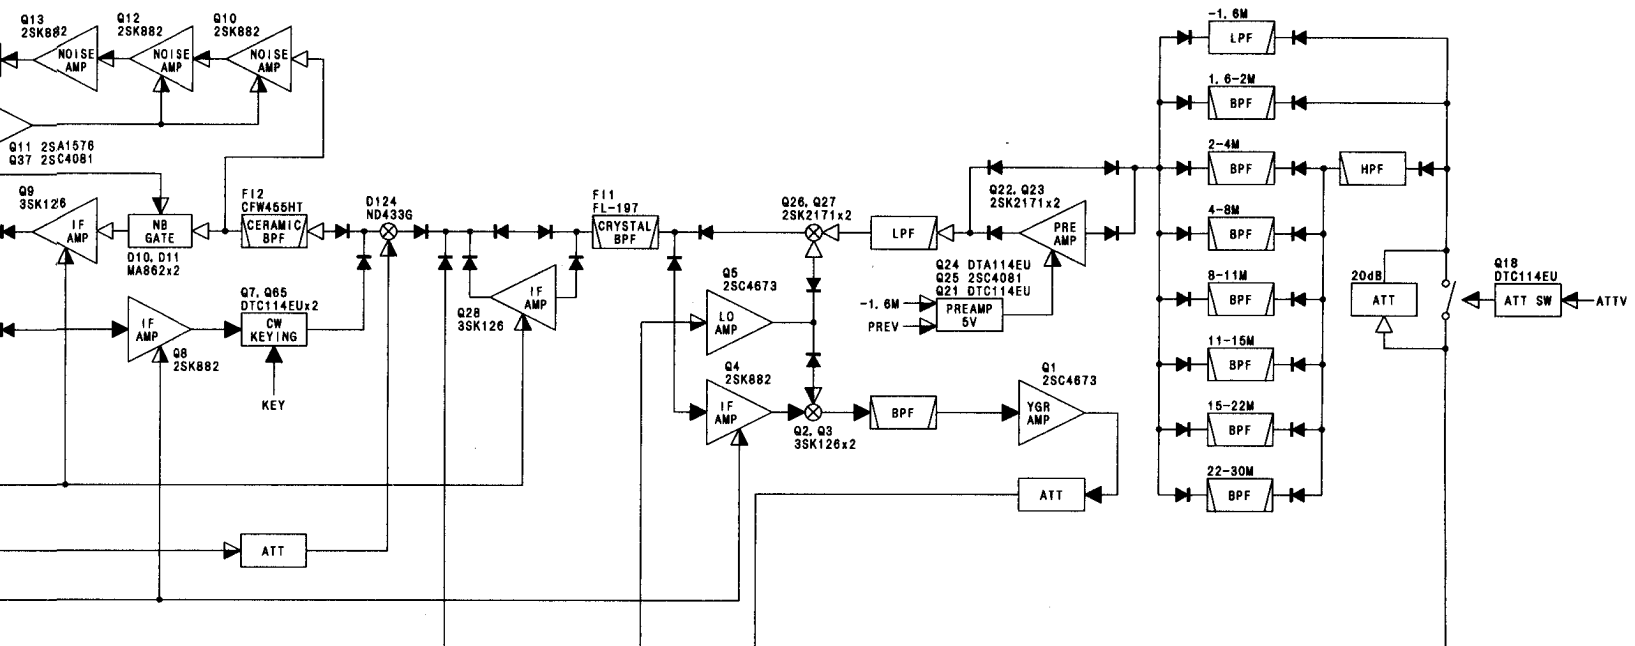 Q13
2SK882
NOISE
AMP
Q12
2SK882
NOISE
AMP
Q10
2SK882
NOISE
AMP
Q11 2SA1576
Q37 2SC4081
Q9
3SK126
IF
AMP
NB
GATE
D10, D11
MA862x2
FI2
CFW455HT
CERAMIC
BPF
D124
ND433G
Q7, Q65
DTC114EUx2
CW
KEYING
KEY
IF
AMP
Q8
2SK882
ATT
IF
AMP
Q28
3SK126
FI1
FL-197
CRYSTAL
BPF
Q26, Q27
2SK2171x2
LPF
Q22, Q23
2SK2171x2
PRE
AMP
Q24 DTA114EU
Q25 2SC4081
Q21 DTC114EU
-1.6M
PREV
PREAMP
5V
Q5
2SC4673
LO
AMP
Q4
2SK882
IF
AMP
Q2, Q3
3SK126x2
BPF
Q1
2SC4673
YGR
AMP
ATT
-1.6M
LPF
1.6-2M
BPF
2-4M
BPF
HPF
4-8M
BPF
8-11M
BPF
11-15M
BPF
15-22M
BPF
22-30M
BPF
20dB
ATT
Q18
DTC114EU
ATT SW
ATTV